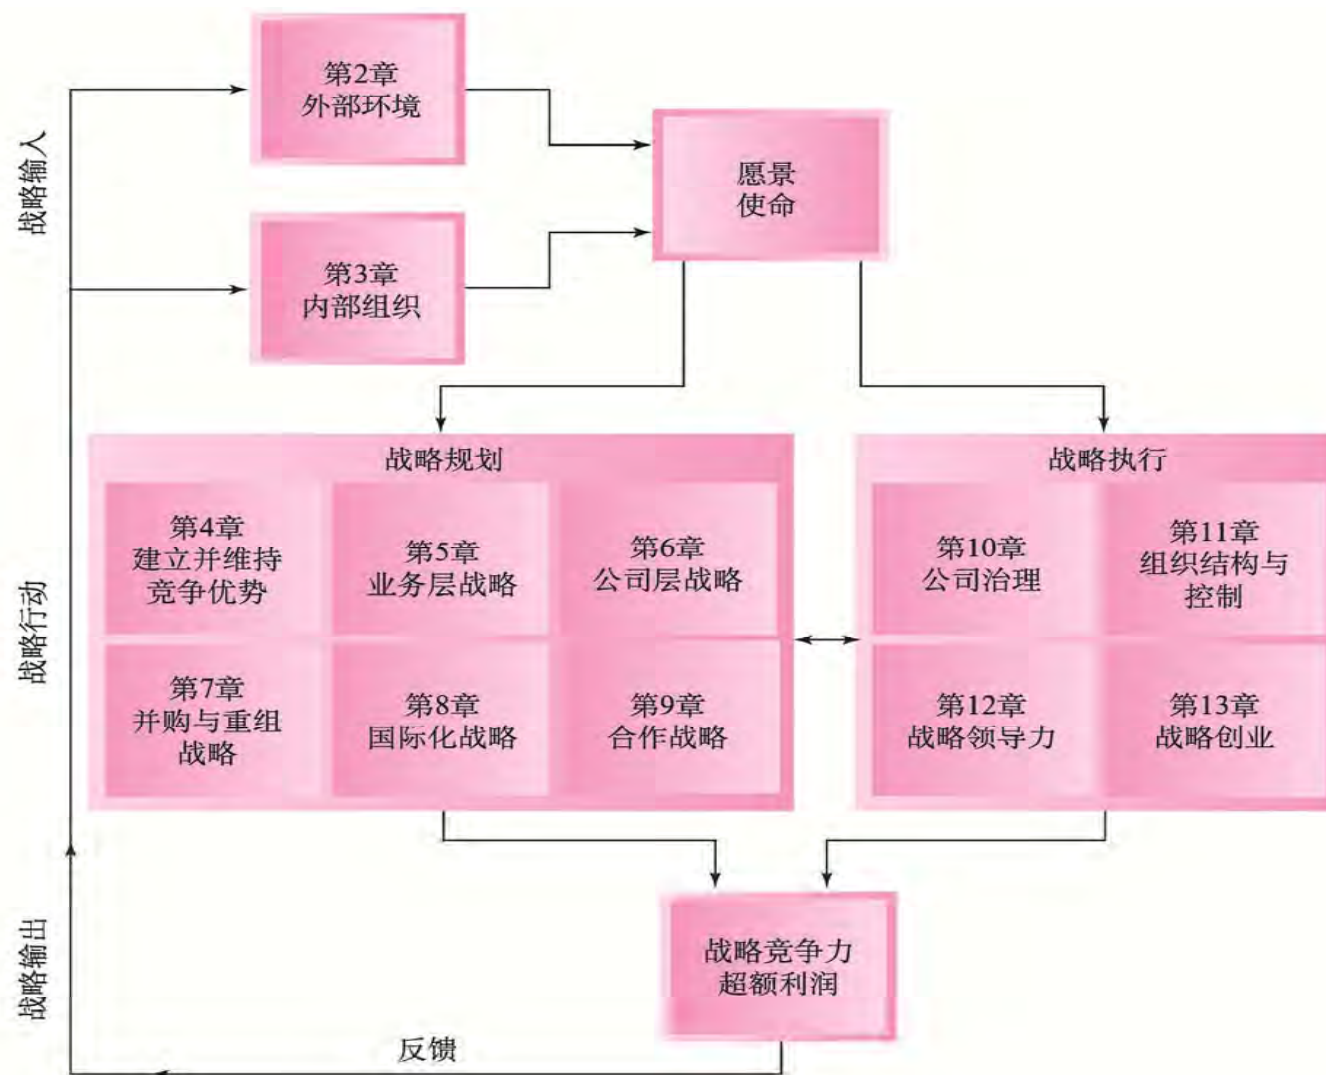 战略输入
第2章
外部环境
第3章
内部组织
愿景
使命
战略行动
战略规划
第4章
建立并维持
竞争优势
第5章
业务层战略
第6章
公司层战略
第7章
并购与重组
战略
第8章
国际化战略
第9章
合作战略
战略执行
第10章
公司治理
第11章
组织结构与
控制
第12章
战略领导力
第13章
战略创业
战略输出
战略竞争力
超额利润
反馈